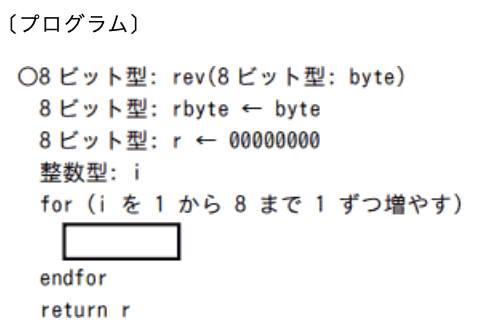 〔プログラム〕
○8ビット型: rev(8ビット型: byte)
8ビット型: rbyte ← byte
8ビット型: r ← 00000000
整数型: i
for (i を 1 から 8 まで 1 ずつ増やす)
endfor
return r